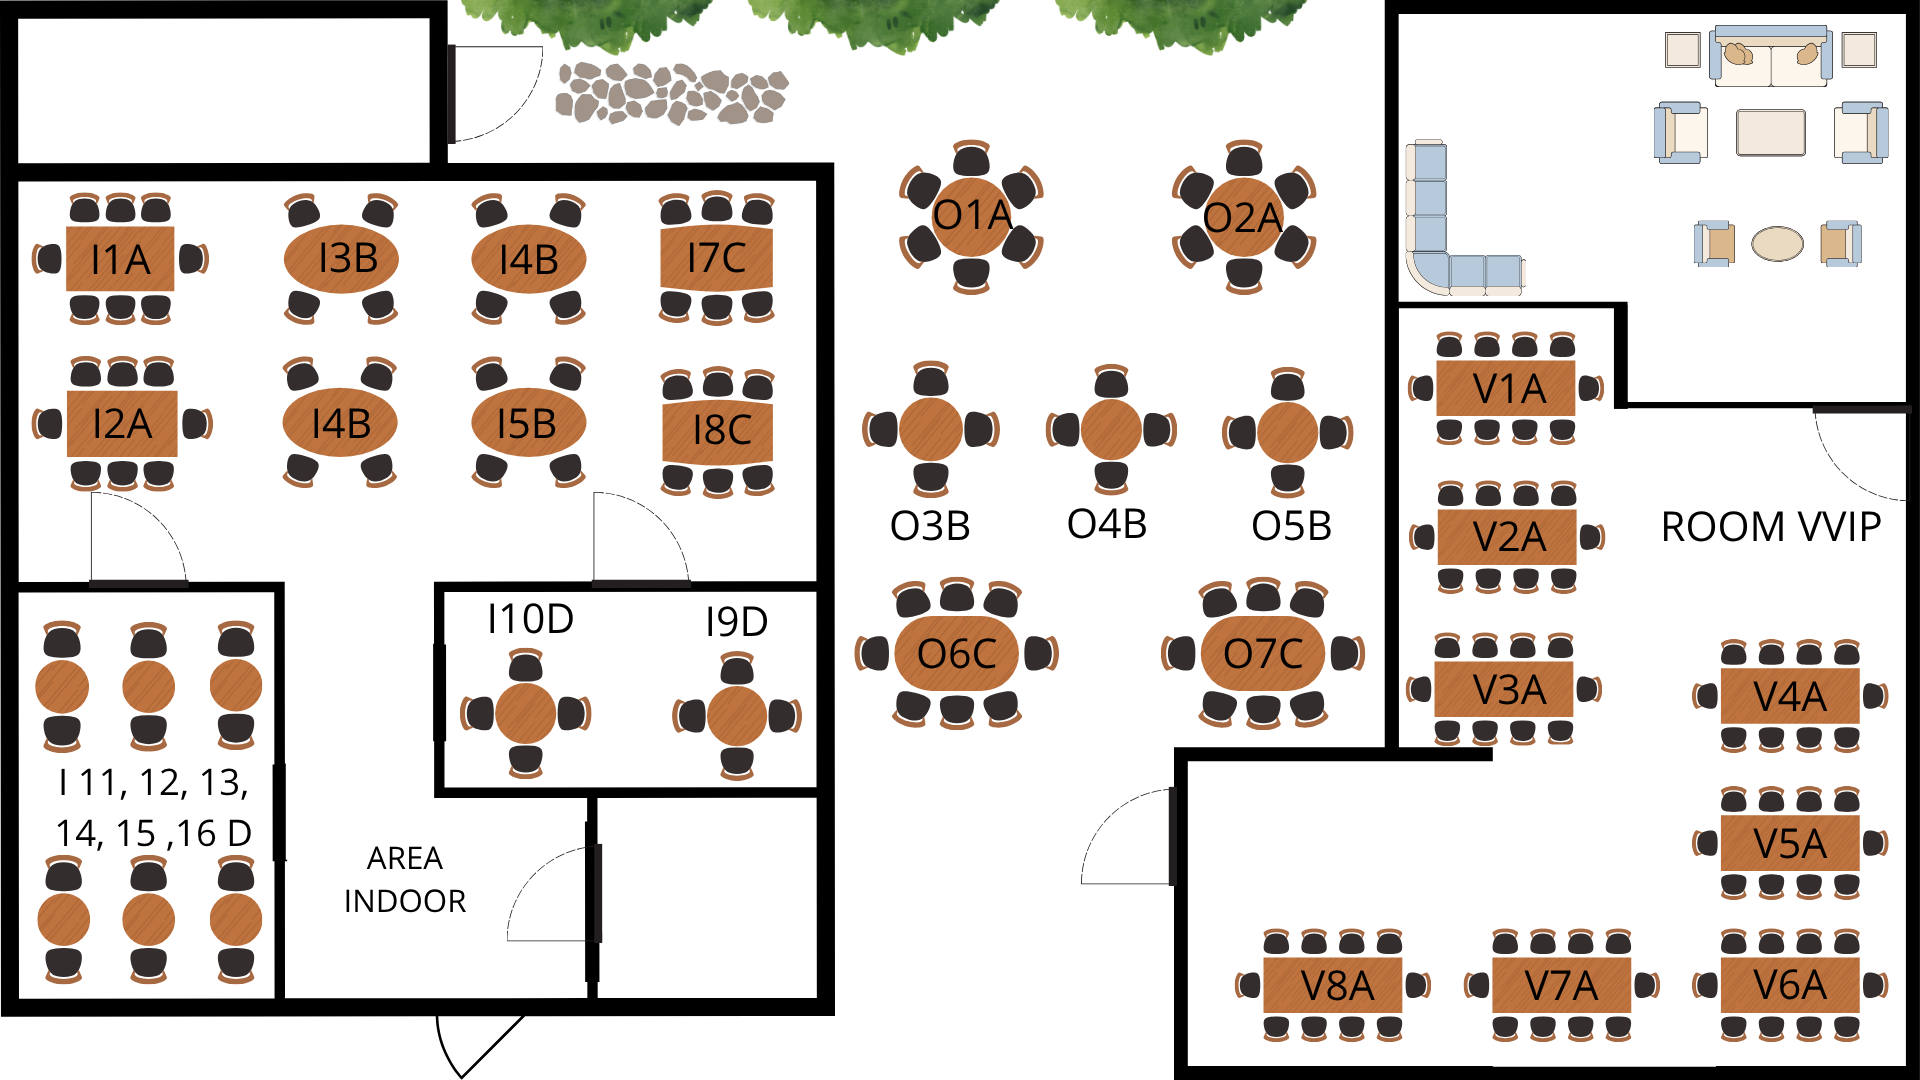 I1A
I3B
I4B
I7C
I2A
I4B
I5B
I8C
I10D
I9D
I 11, 12, 13,
14, 15 ,16 D
AREA
INDOOR
O1A
O2A
O3B
O4B
O5B
O6C
O7C
V1A
V2A
V3A
ROOM VVIP
V4A
V5A
V6A
V7A
V8A